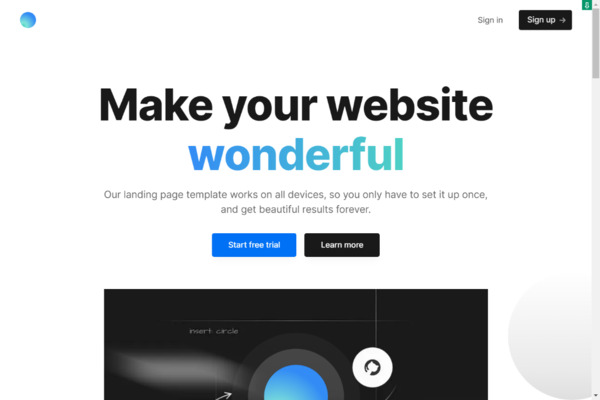 Sign in
Sign up →
Make your website
wonderful
Our landing page template works on all devices, so you only have to set it up once,
and get beautiful results forever.
Start free trial
Learn more
insert: circle